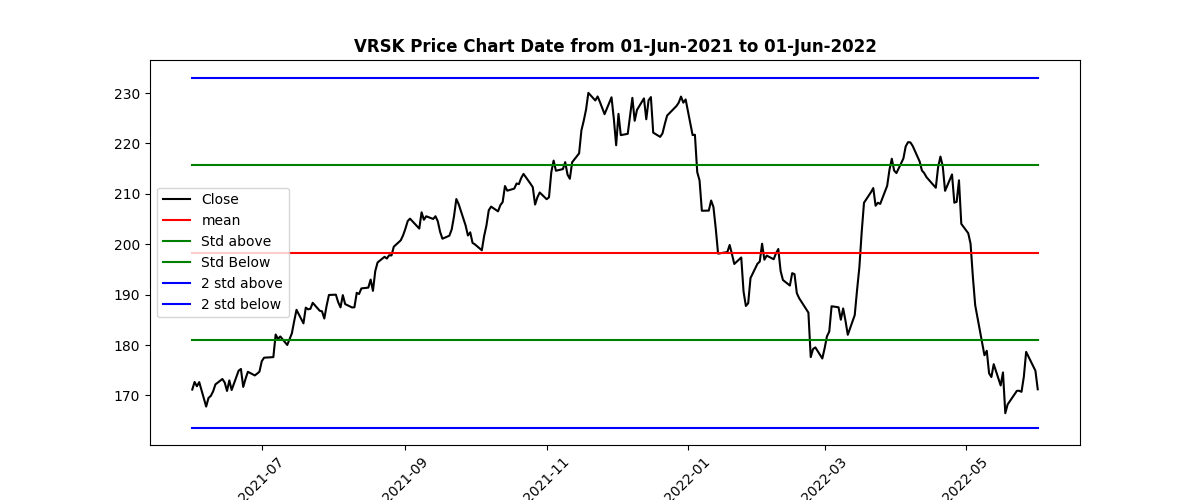 VRSK Price Chart Date from 01-Jun-2021 to 01-Jun-2022
230
220
210
200
190
180
170
Close
mean
Std above
Std Below
2 std above
2 std below
2021-07
2021-09
2021-11
2022-01
2022-03
2022-05